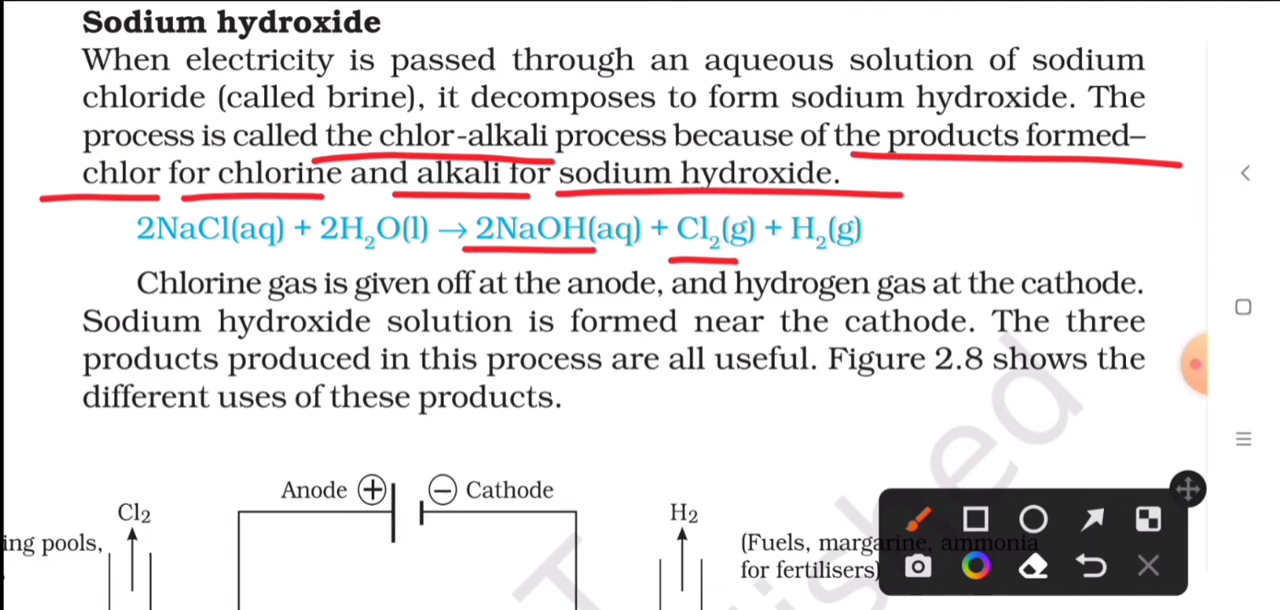 Sodium hydroxide
When electricity is passed through an aqueous solution of sodium
chloride (called brine), it decomposes to form sodium hydroxide. The
process is called the chlor-alkali process because of the products formed–
chlor for chlorine and alkali for sodium hydroxide.
2NaCl(aq) + 2H₂O(l) → 2NaOH(aq) + Cl₂(g) + H₂(g)
Chlorine gas is given off at the anode, and hydrogen gas at the cathode.
Sodium hydroxide solution is formed near the cathode. The three
products produced in this process are all useful. Figure 2.8 shows the
different uses of these products.
Anode + − Cathode
Cl₂
H₂
ing pools,
(Fuels, margarine, ammonia
for fertilisers)